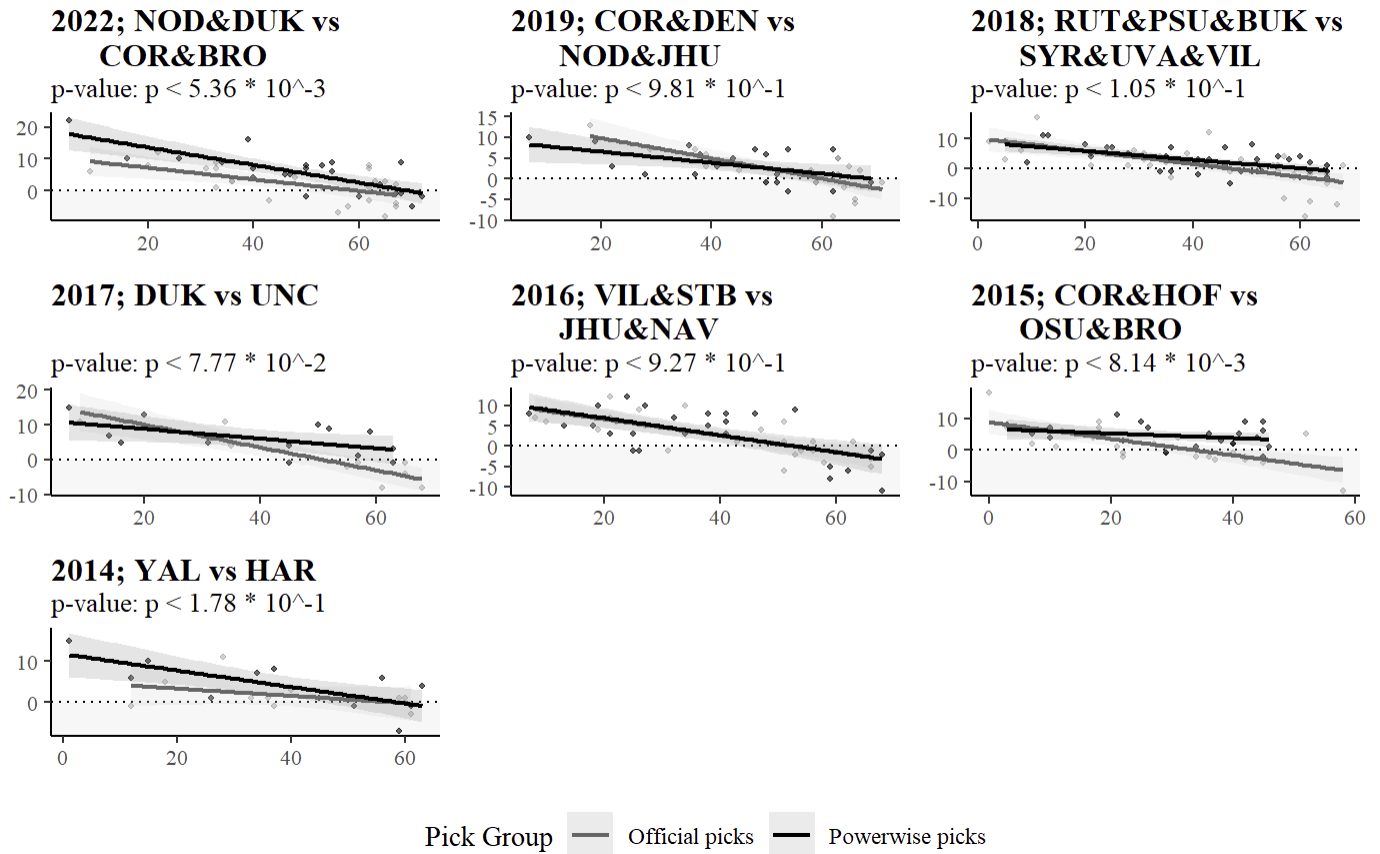 2022; NOD&DUK vs
COR&BRO
p-value: p < 5.36 * 10^-3
20
10
0
20
40
60
2019; COR&DEN vs
NOD&JHU
p-value: p < 9.81 * 10^-1
15
10
5
0
-5
-10
20
40
60
2018; RUT&PSU&BUK vs
SYR&UVA&VIL
p-value: p < 1.05 * 10^-1
10
0
-10
0
20
40
60
2017; DUK vs UNC
p-value: p < 7.77 * 10^-2
20
10
0
-10
20
40
60
2016; VIL&STB vs
JHU&NAV
p-value: p < 9.27 * 10^-1
10
5
0
-5
-10
20
40
60
2015; COR&HOF vs
OSU&BRO
p-value: p < 8.14 * 10^-3
10
0
-10
0
20
40
60
2014; YAL vs HAR
p-value: p < 1.78 * 10^-1
10
0
0
20
40
60
Pick Group Official picks Powerwise picks